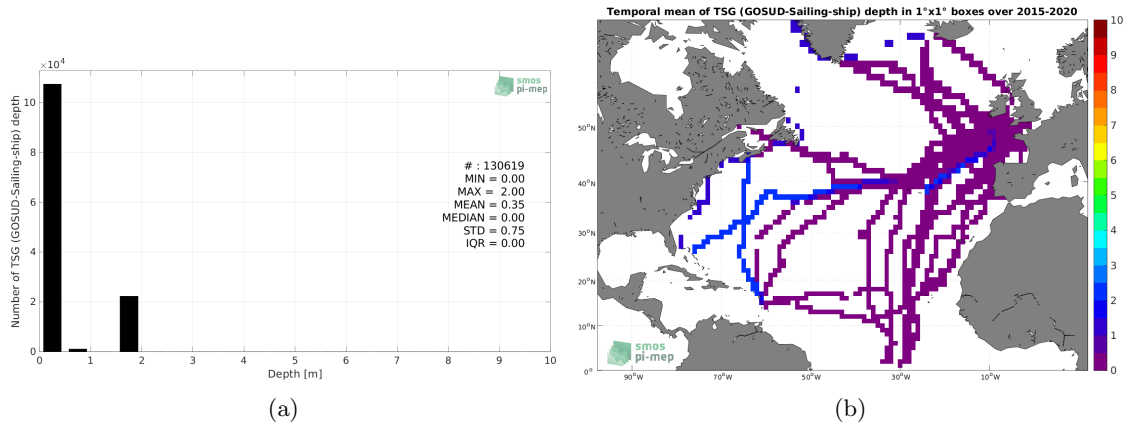 ×10⁴
10
8
6
4
2
0
Number of TSG (GOSUD-Sailing-ship) depth
smos
pi-mep
# : 130619
MIN = 0.00
MAX = 2.00
MEAN = 0.35
MEDIAN = 0.00
STD = 0.75
IQR = 0.00
0 1 2 3 4 5 6 7 8 9 10
Depth [m]
(a)
Temporal mean of TSG (GOSUD-Sailing-ship) depth in 1°x1° boxes over 2015-2020
50°N
40°N
30°N
20°N
10°N
0°N
90°W 70°W 50°W 30°W 10°W
smos
pi-mep
10
9
8
7
6
5
4
3
2
1
0
(b)